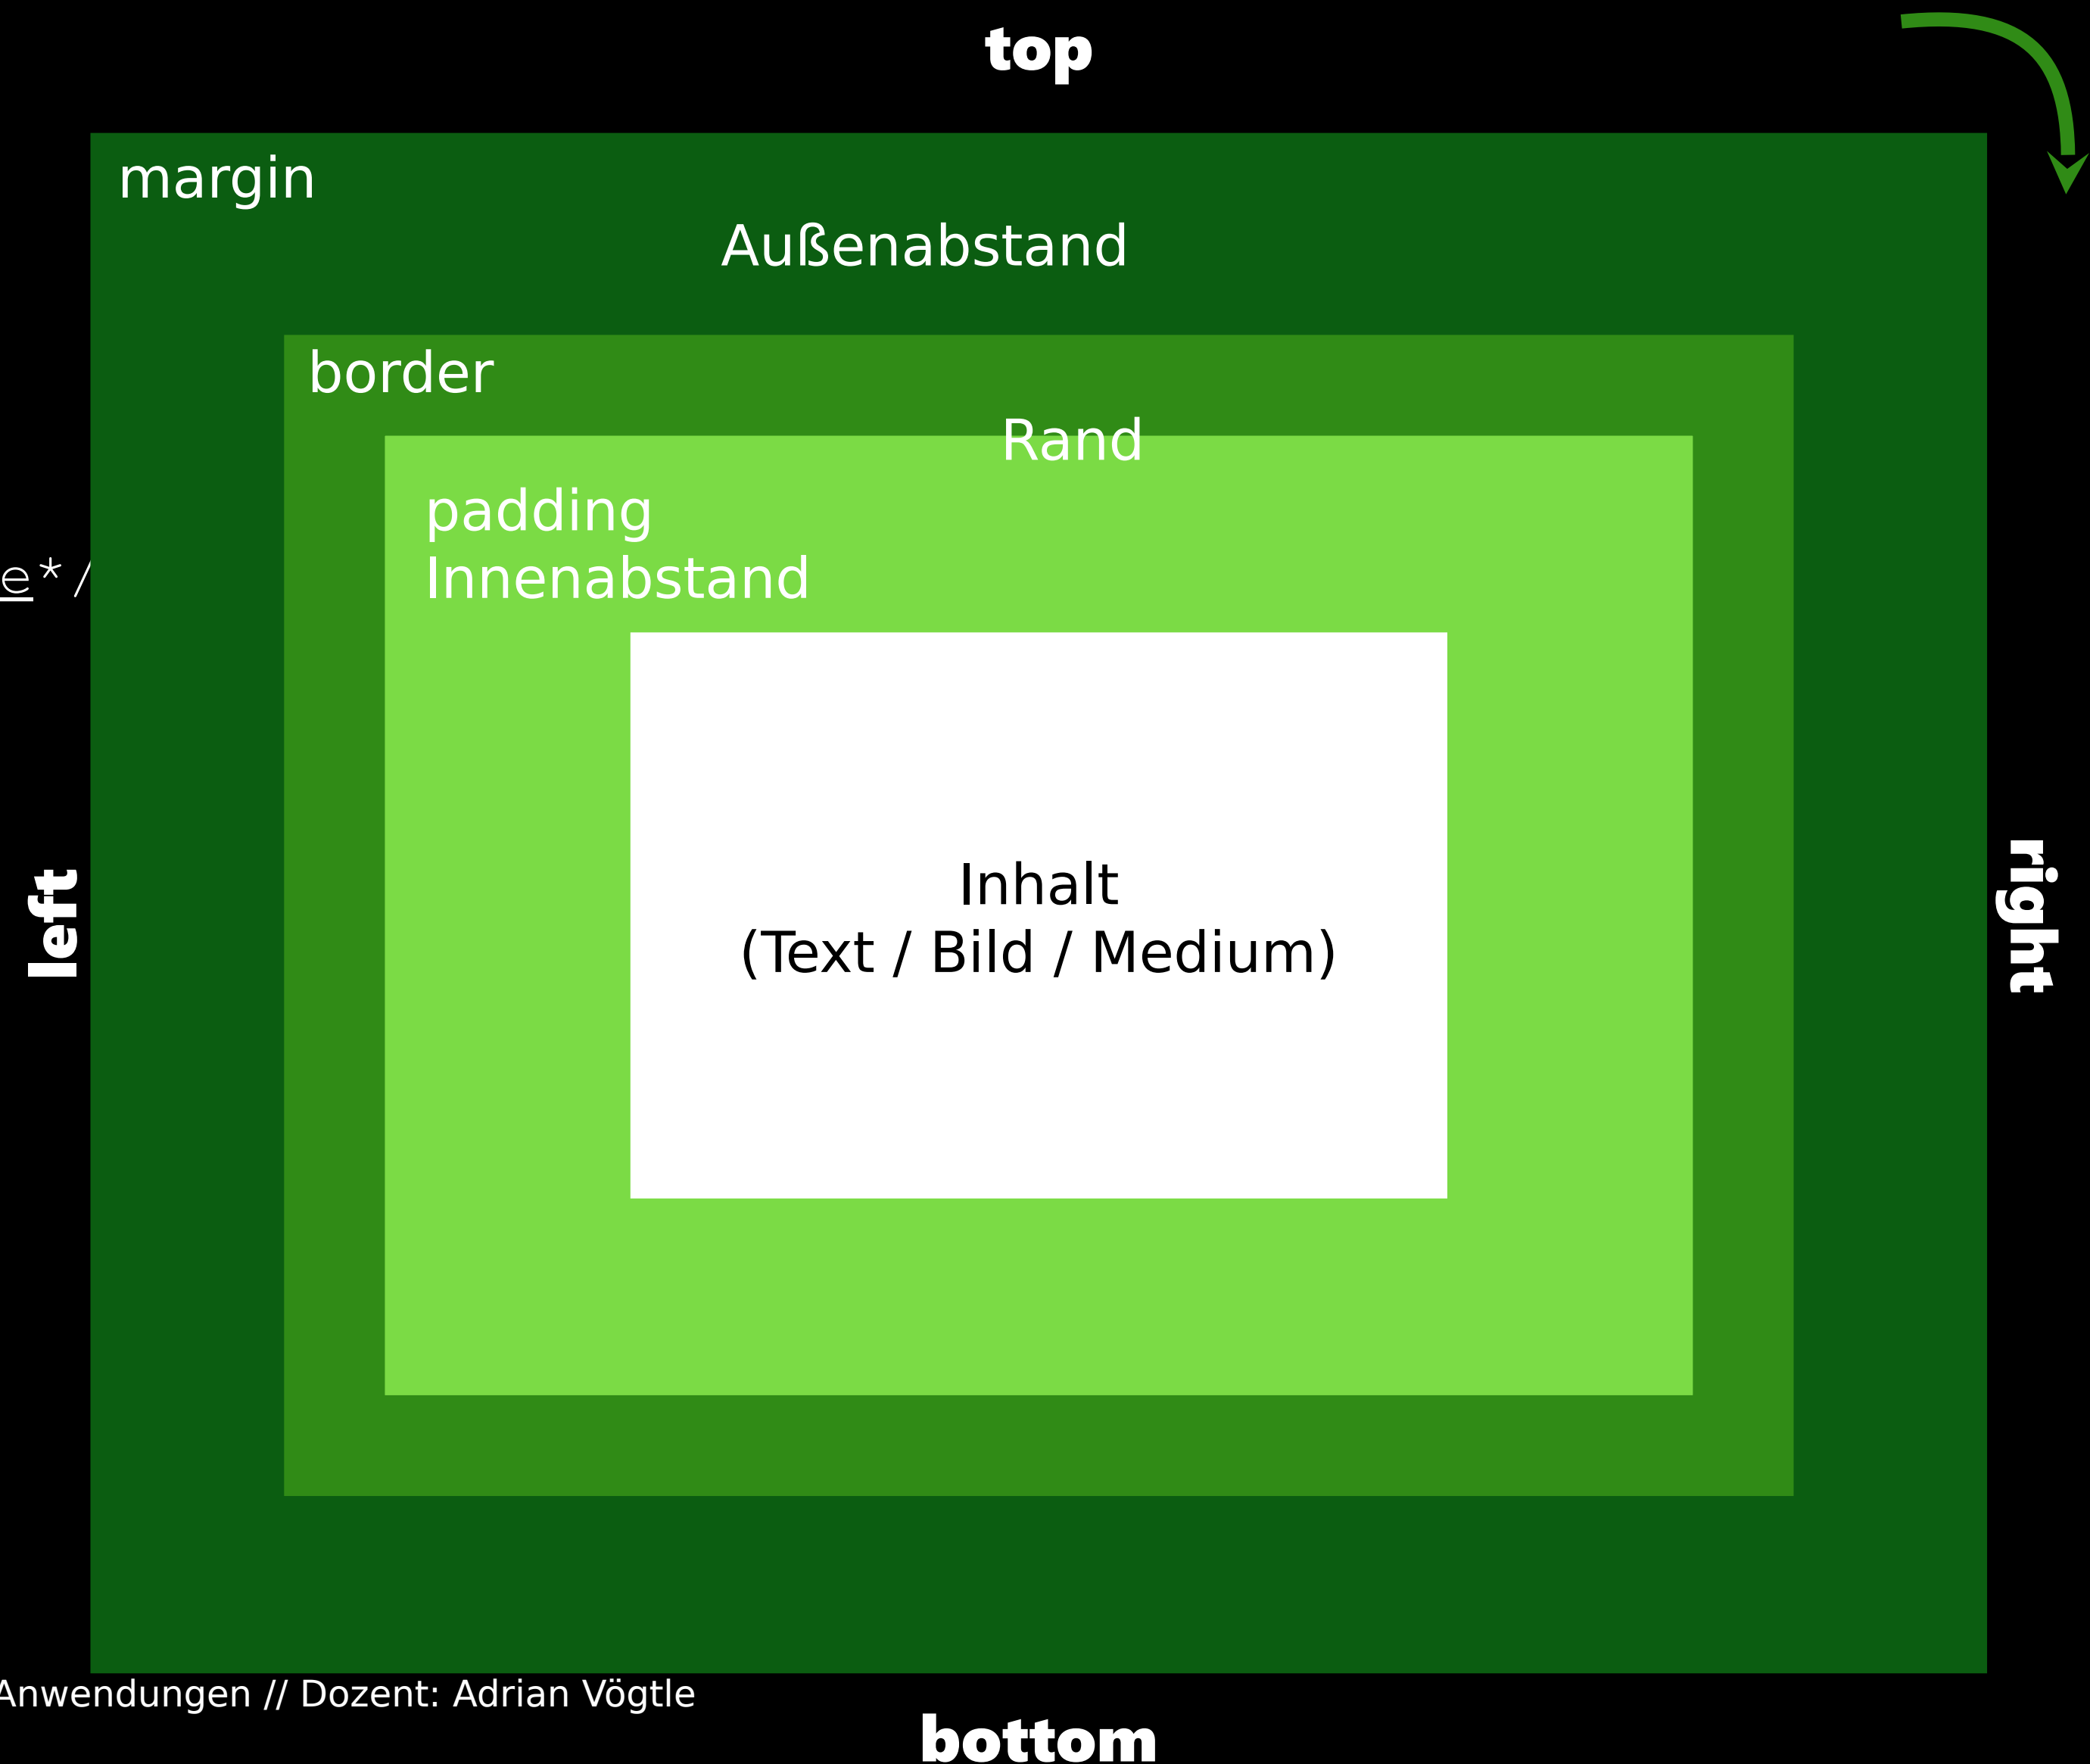 top
margin
Außenabstand
border
Rand
padding
Innenabstand
e*/
left
right
Inhalt
(Text / Bild / Medium)
Anwendungen // Dozent: Adrian Vögtle
bottom